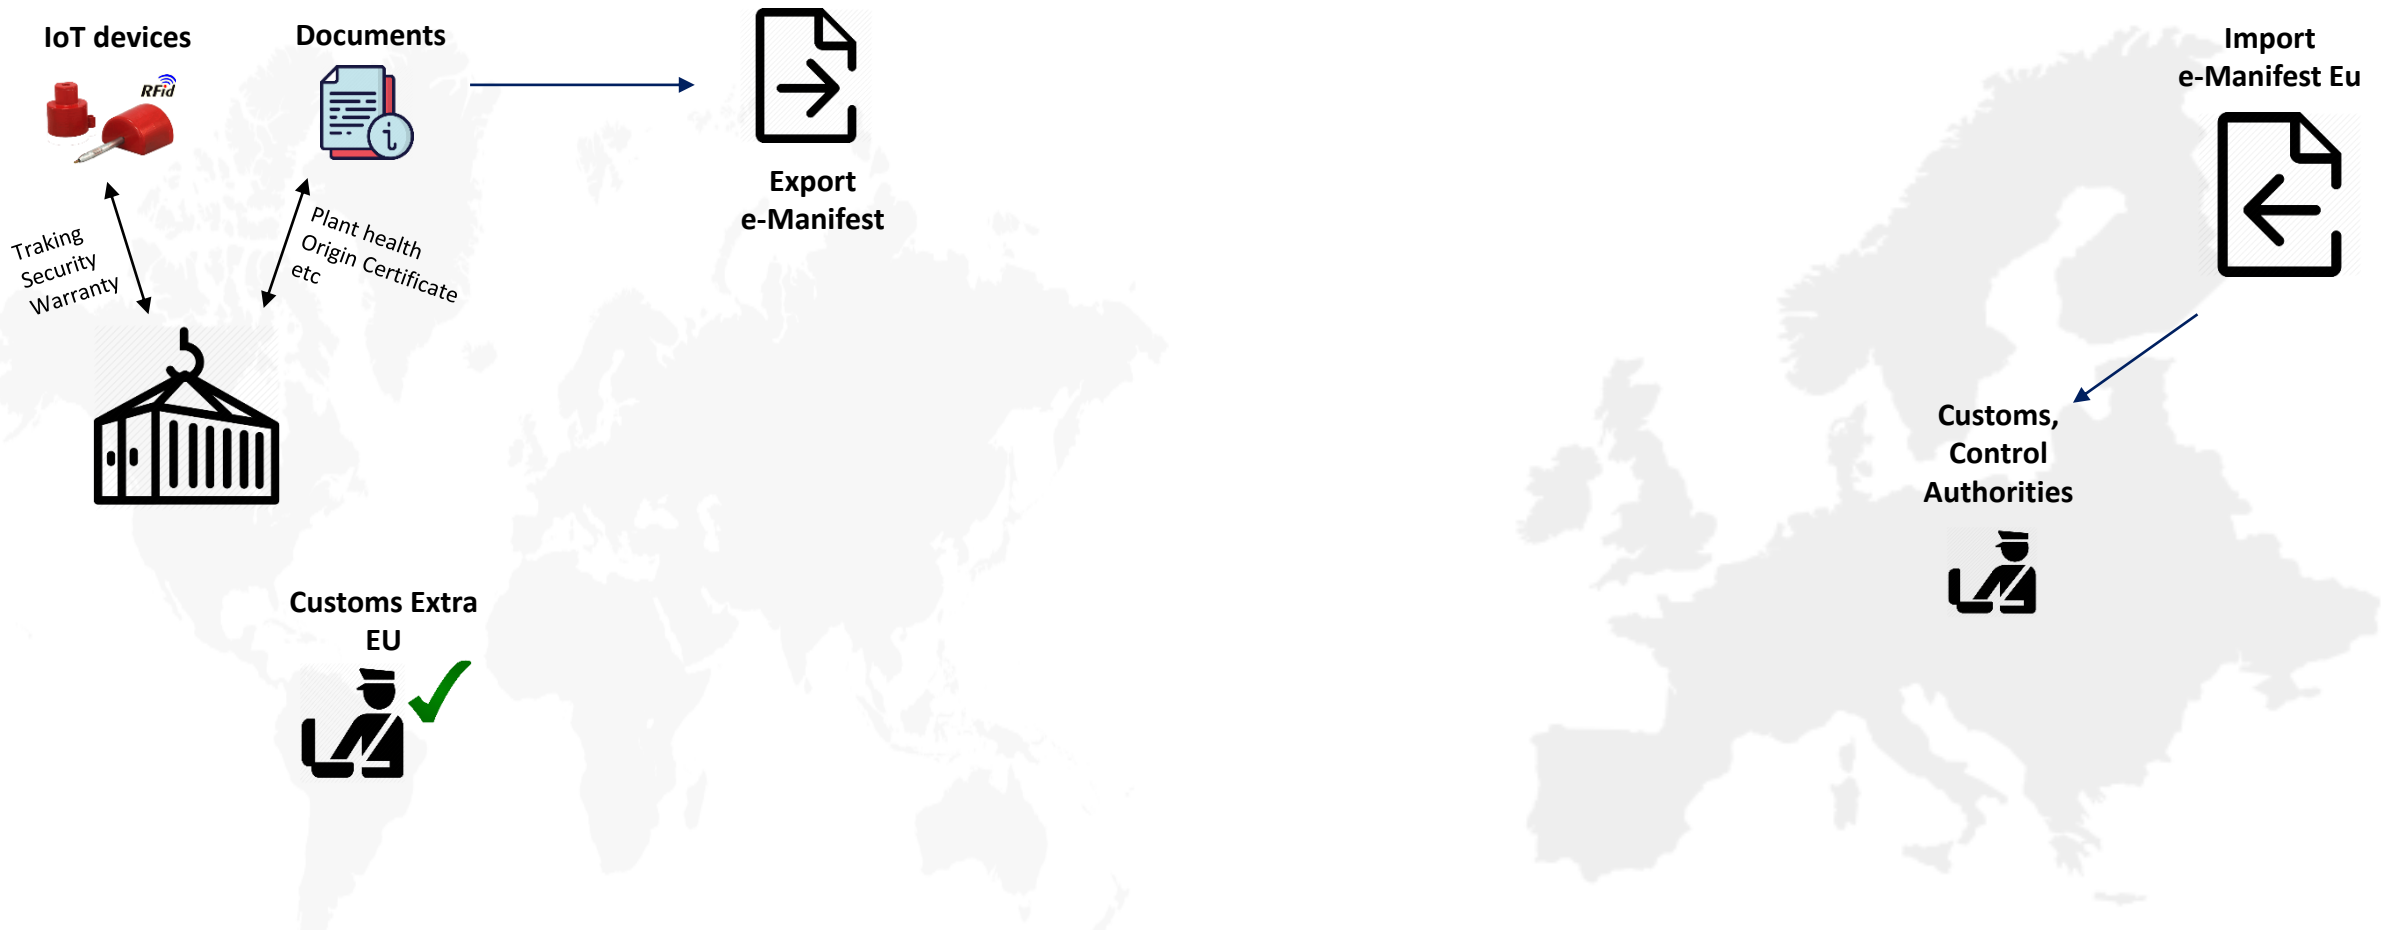 IoT devices
RFid
Traking
Security
Warranty
Documents
Plant health
Origin Certificate
etc
Export
e-Manifest
Customs Extra
EU
Import
e-Manifest Eu
Customs,
Control
Authorities